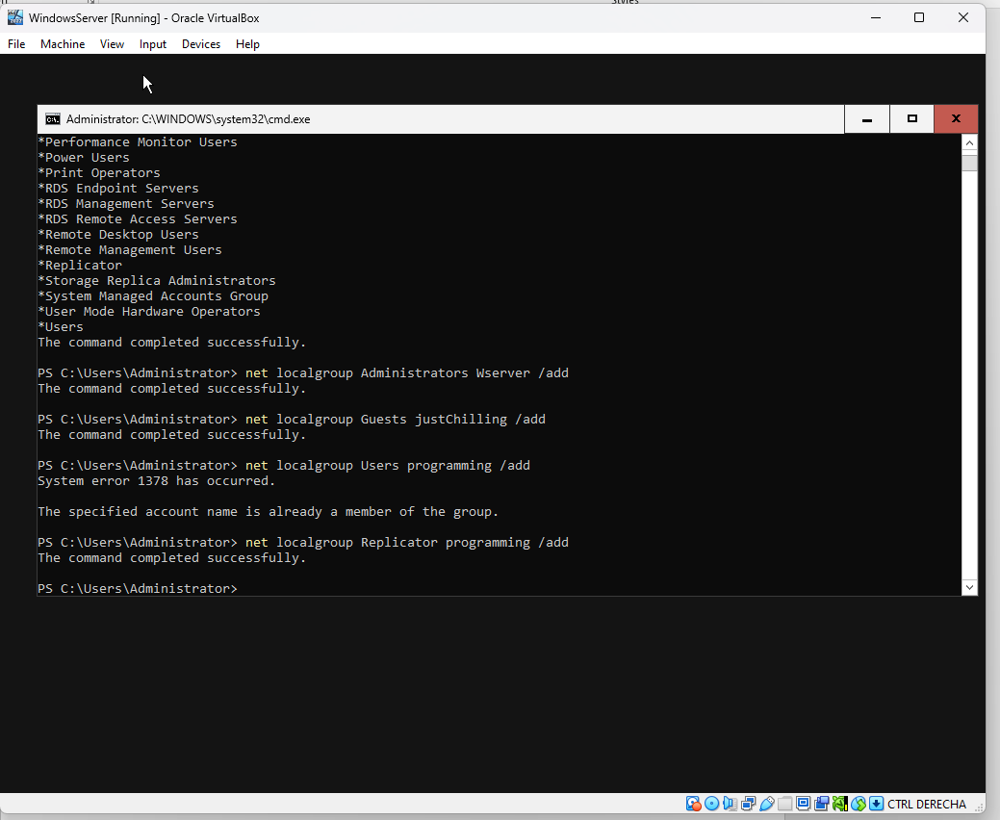 Styles
WindowsServer [Running] - Oracle VirtualBox
File Machine View Input Devices Help
Administrator: C:\WINDOWS\system32\cmd.exe
*Performance Monitor Users
*Power Users
*Print Operators
*RDS Endpoint Servers
*RDS Management Servers
*RDS Remote Access Servers
*Remote Desktop Users
*Remote Management Users
*Replicator
*Storage Replica Administrators
*System Managed Accounts Group
*User Mode Hardware Operators
*Users
The command completed successfully.
PS C:\Users\Administrator> net localgroup Administrators Wserver /add
The command completed successfully.
PS C:\Users\Administrator> net localgroup Guests justChilling /add
The command completed successfully.
PS C:\Users\Administrator> net localgroup Users programming /add
System error 1378 has occurred.
The specified account name is already a member of the group.
PS C:\Users\Administrator> net localgroup Replicator programming /add
The command completed successfully.
PS C:\Users\Administrator>
CTRL DERECHA